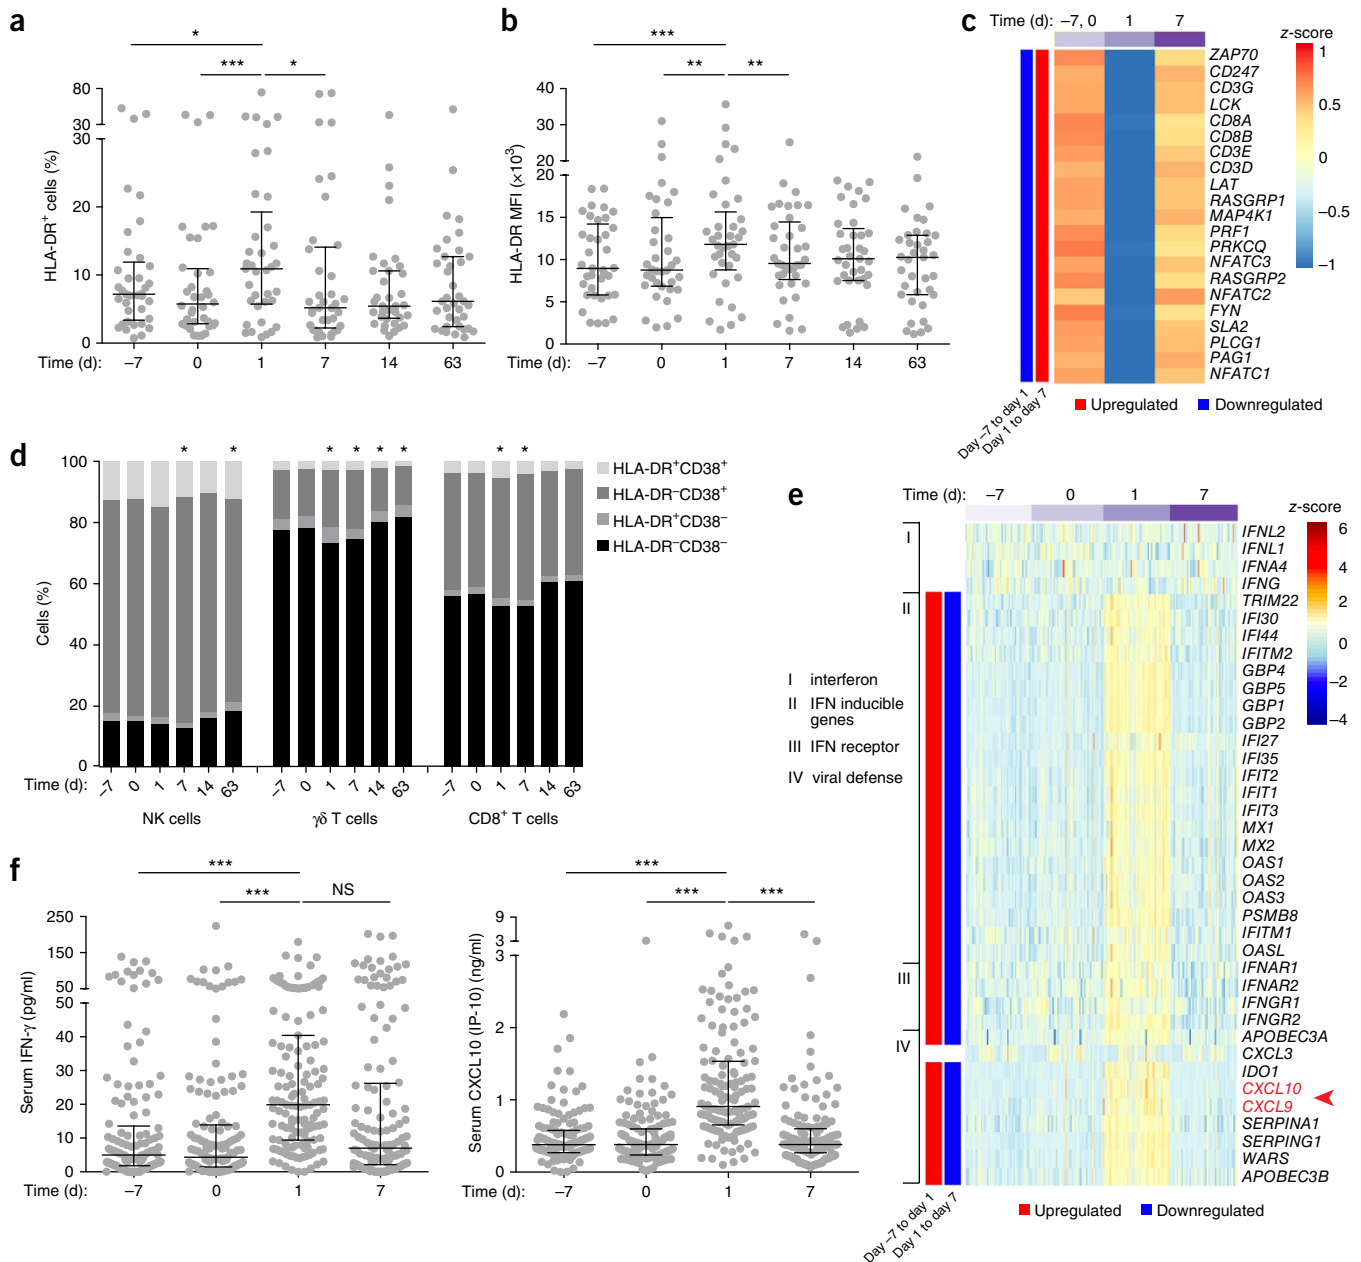 a
*
***
*
80
30
20
10
0
HLA-DR+ cells (%)
Time (d):
−7
0
1
7
14
63
b
***
**
**
40
20
10
5
0
HLA-DR MFI (×10³)
Time (d):
−7
0
1
7
14
63
c
Time (d): −7, 0 1 7
z-score
1
0.5
0
−0.5
−1
ZAP70
CD247
CD3G
LCK
CD8A
CD8B
CD3E
CD3D
LAT
RASGRP1
MAP4K1
PRF1
PRKCQ
NFATC3
RASGRP2
NFATC2
FYN
SLA2
PLCG1
PAG1
NFATC1
Day −7 to day 1
Day 1 to day 7
Upregulated
Downregulated
d
* * * * * * * *
100
80
60
40
20
0
Cells (%)
HLA-DR+CD38+
HLA-DR−CD38+
HLA-DR+CD38−
HLA-DR−CD38−
Time (d):
−7 0 1 7 14 63
−7 0 1 7 14 63
−7 0 1 7 14 63
NK cells
γδ T cells
CD8+ T cells
e
Time (d): −7 0 1 7
z-score
6
4
2
0
−2
−4
I
II
III
IV
I interferon
II IFN inducible
genes
III IFN receptor
IV viral defense
IFNL2
IFNL1
IFNA4
IFNG
TRIM22
IFI30
IFI44
IFITM2
GBP4
GBP5
GBP1
GBP2
IFI27
IFI35
IFIT2
IFIT1
IFIT3
MX1
MX2
OAS1
OAS2
OAS3
PSMB8
IFITM1
OASL
IFNAR1
IFNAR2
IFNGR1
IFNGR2
APOBEC3A
CXCL3
IDO1
CXCL10
CXCL9
SERPINA1
SERPING1
WARS
APOBEC3B
Day −7 to day 1
Day 1 to day 7
Upregulated
Downregulated
f
***
***
NS
250
150
50
50
40
30
20
10
0
Serum IFN-γ (pg/ml)
Time (d):
−7
0
1
7
***
***
***
9
3
3
2
1
0
Serum CXCL10 (IP-10) (ng/ml)
Time (d):
−7
0
1
7